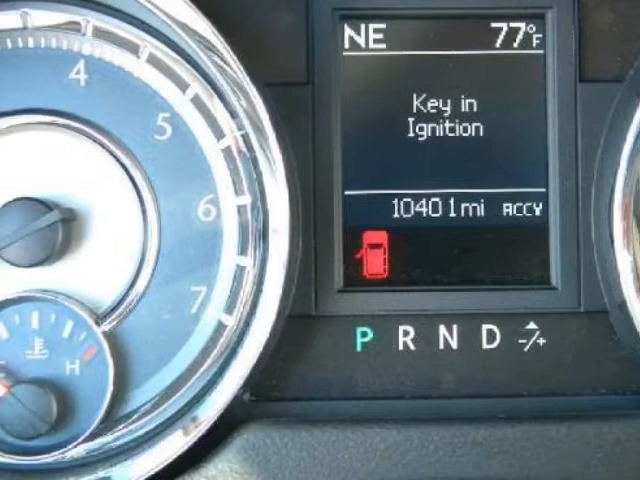 NE 77°F
4
5
6
7
Key in
Ignition
10401mi ACCY
H
P R N D -/+